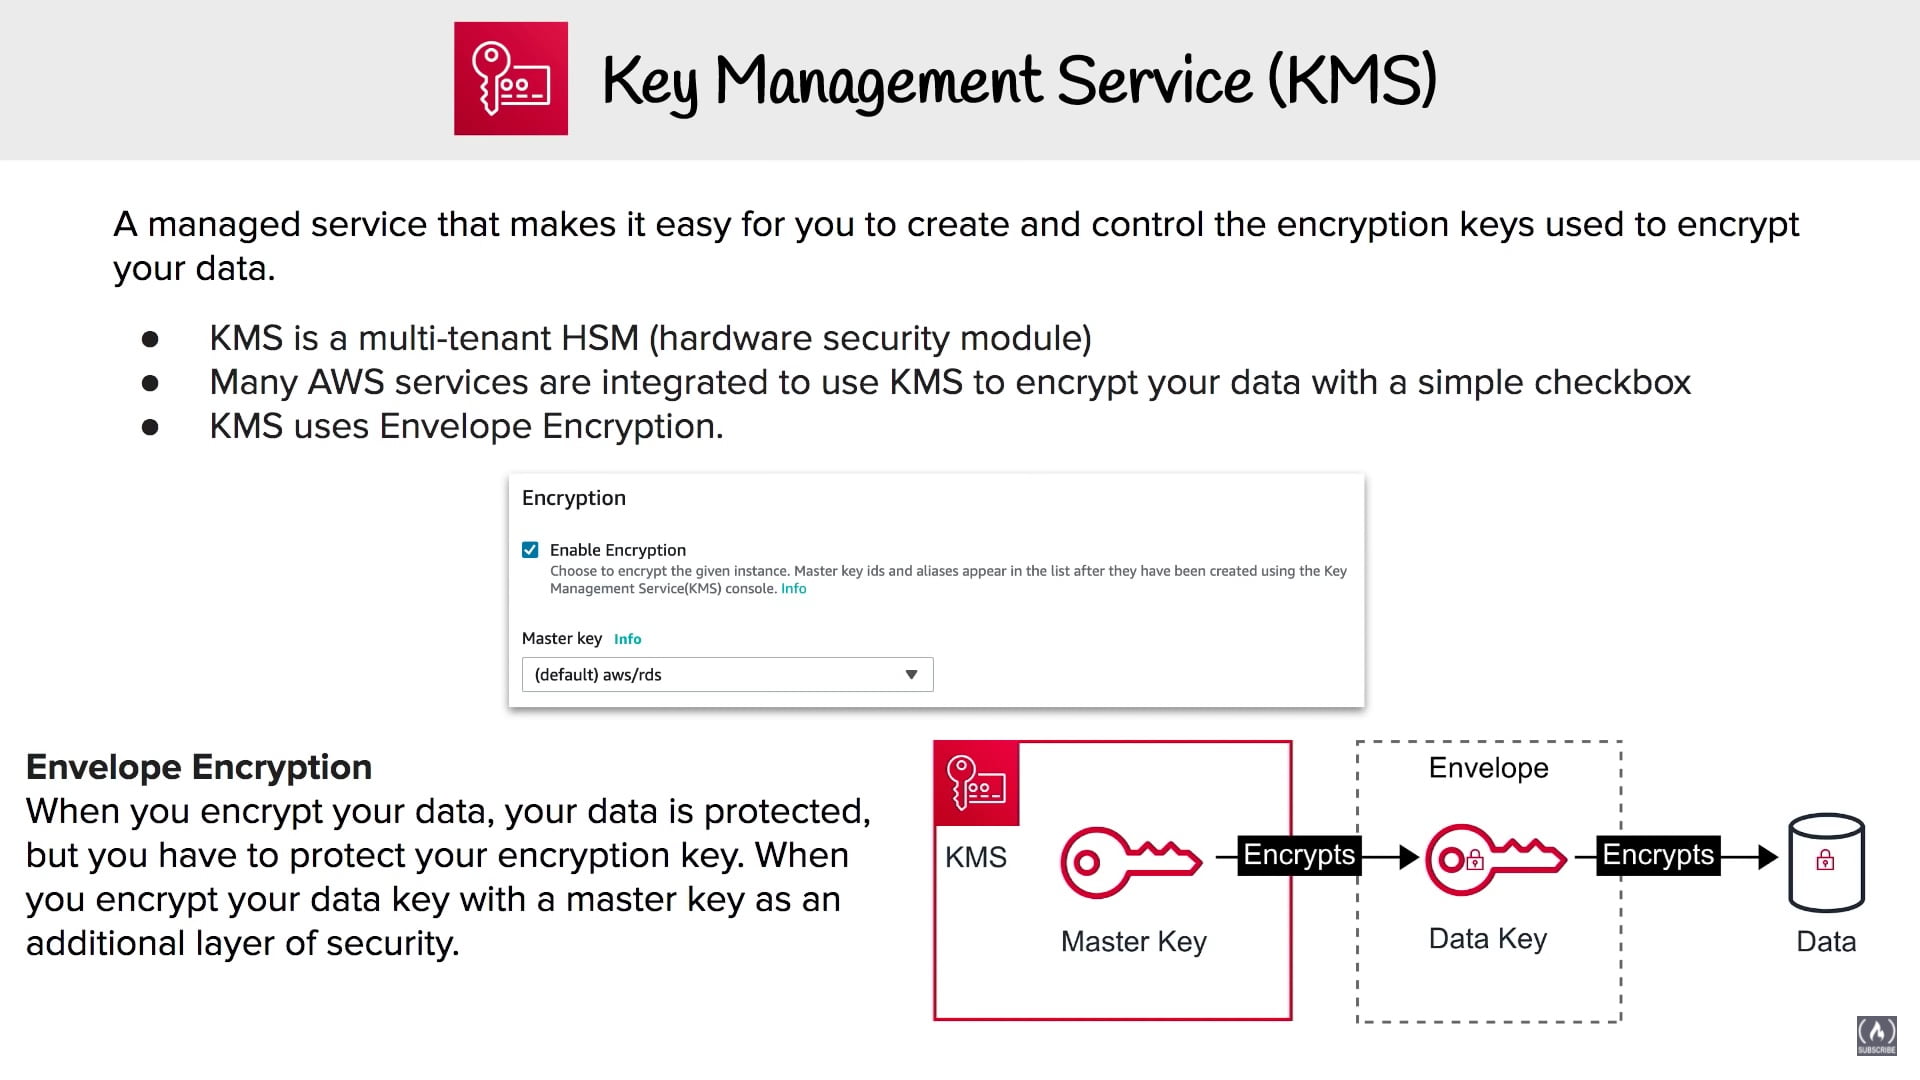 Key Management Service (KMS)
A managed service that makes it easy for you to create and control the encryption keys used to encrypt
your data.
● KMS is a multi-tenant HSM (hardware security module)
● Many AWS services are integrated to use KMS to encrypt your data with a simple checkbox
● KMS uses Envelope Encryption.
Encryption
Enable Encryption
Choose to encrypt the given instance. Master key ids and aliases appear in the list after they have been created using the Key
Management Service(KMS) console. Info
Master key Info
(default) aws/rds
Envelope Encryption
When you encrypt your data, your data is protected,
but you have to protect your encryption key. When
you encrypt your data key with a master key as an
additional layer of security.
KMS
Master Key
Encrypts
Envelope
Data Key
Encrypts
Data
SUBSCRIBE